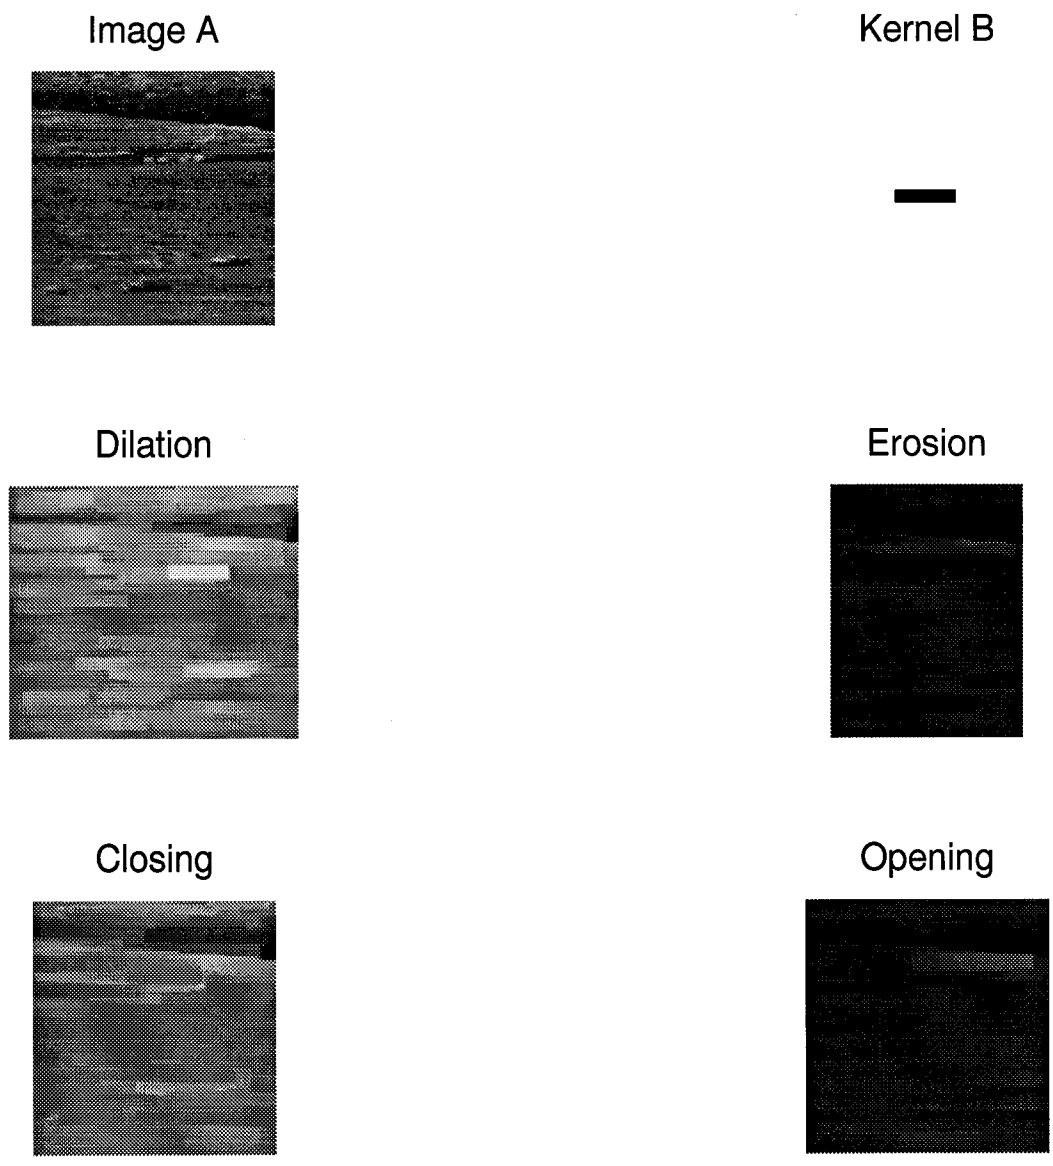 Image A
Kernel B
Dilation
Erosion
Closing
Opening